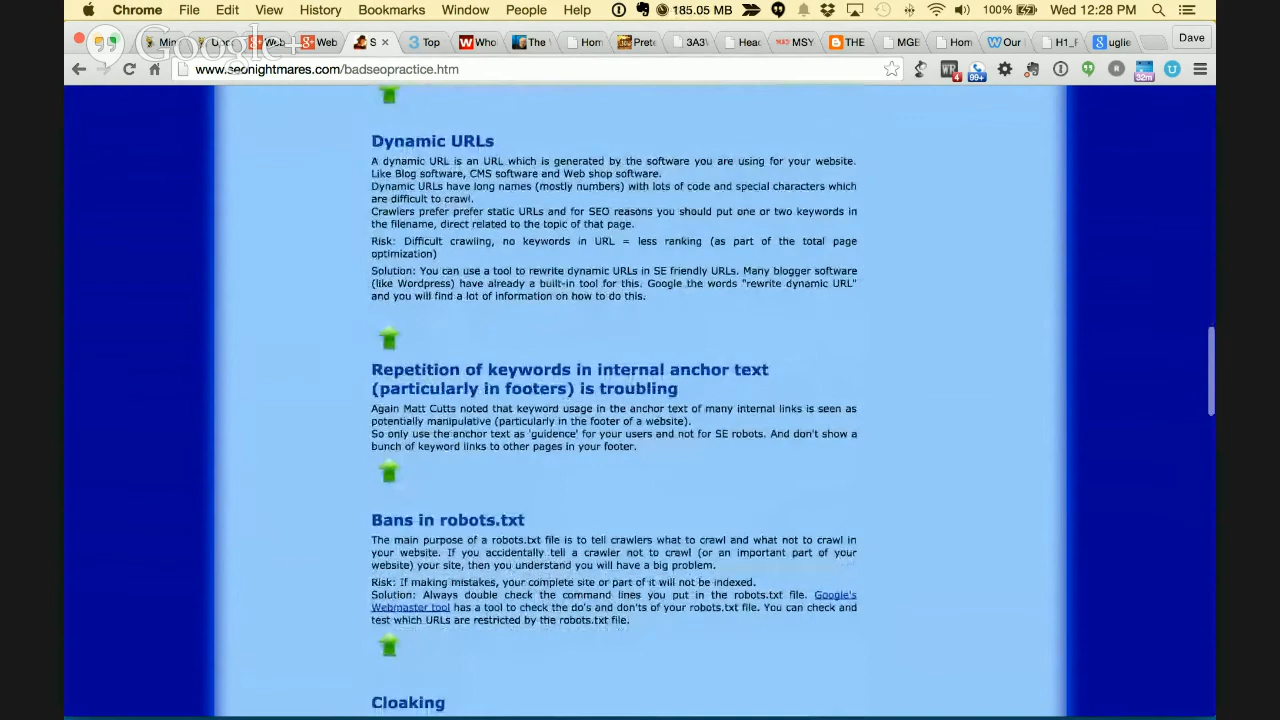 Chrome File Edit View History Bookmarks Window People Help 185.05 MB 100% Wed 12:28 PM
Google+
Web Web S 3 Top Who The Hom Prete 3A3 Head MSY THE MGE Hom Our H1_F uglie Dave
www.seonightmares.com/badseopractice.htm
4 99+ 32m
Dynamic URLs
A dynamic URL is an URL which is generated by the software you are using for your website.
Like Blog software, CMS software and Web shop software.
Dynamic URLs have long names (mostly numbers) with lots of code and special characters which
are difficult to crawl.
Crawlers prefer prefer static URLs and for SEO reasons you should put one or two keywords in
the filename, direct related to the topic of that page.
Risk: Difficult crawling, no keywords in URL = less ranking (as part of the total page
optimization)
Solution: You can use a tool to rewrite dynamic URLs in SE friendly URLs. Many blogger software
(like Wordpress) have already a built-in tool for this. Google the words "rewrite dynamic URL"
and you will find a lot of information on how to do this.
Repetition of keywords in internal anchor text
(particularly in footers) is troubling
Again Matt Cutts noted that keyword usage in the anchor text of many internal links is seen as
potentially manipulative (particularly in the footer of a website).
So only use the anchor text as 'guidence' for your users and not for SE robots. And don't show a
bunch of keyword links to other pages in your footer.
Bans in robots.txt
The main purpose of a robots.txt file is to tell crawlers what to crawl and what not to crawl in
your website. If you accidentally tell a crawler not to crawl (or an important part of your
website) your site, then you understand you will have a big problem.
Risk: If making mistakes, your complete site or part of it will not be indexed.
Solution: Always double check the command lines you put in the robots.txt file. Google's
Webmaster tool has a tool to check the do's and don'ts of your robots.txt file. You can check and
test which URLs are restricted by the robots.txt file.
Cloaking